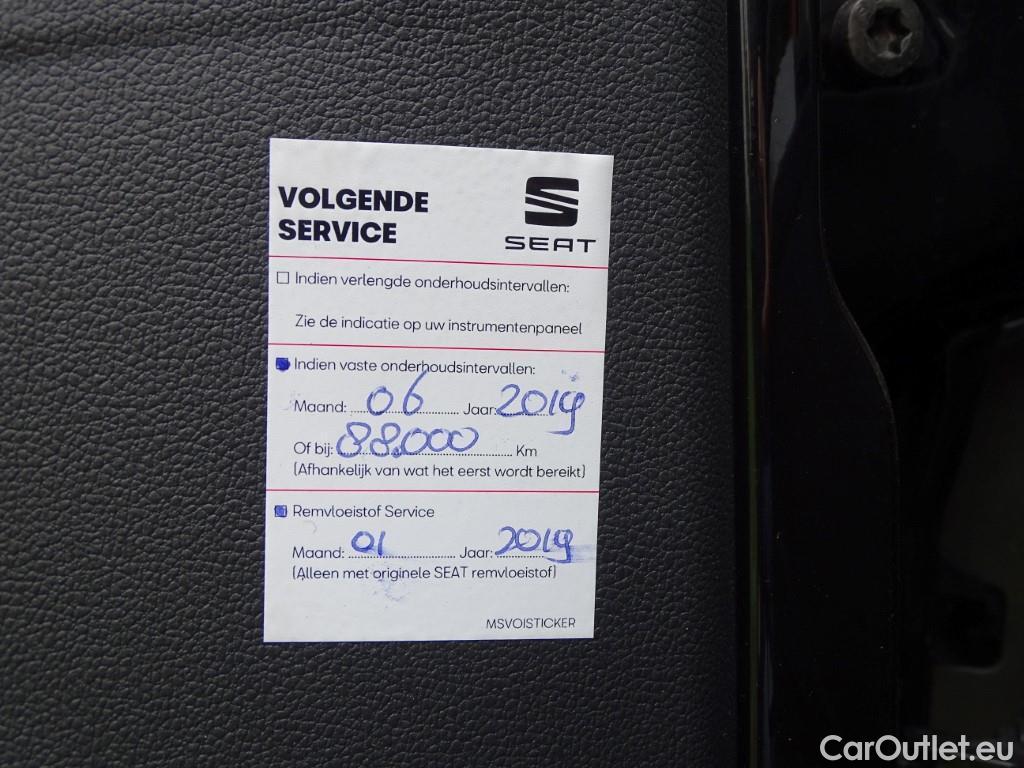 VOLGENDE
SERVICE
SEAT
Indien verlengde onderhoudsintervallen:
Zie de indicatie op uw instrumentenpaneel
Indien vaste onderhoudsintervallen:
Maand: 06 Jaar: 2019
Of bij: 88.000 Km
(Afhankelijk van wat het eerst wordt bereikt)
Remvloeistof Service
Maand: 01 Jaar: 2019
(Alleen met originele SEAT remvloeistof)
MSVOISTICKER
CarOutlet.eu